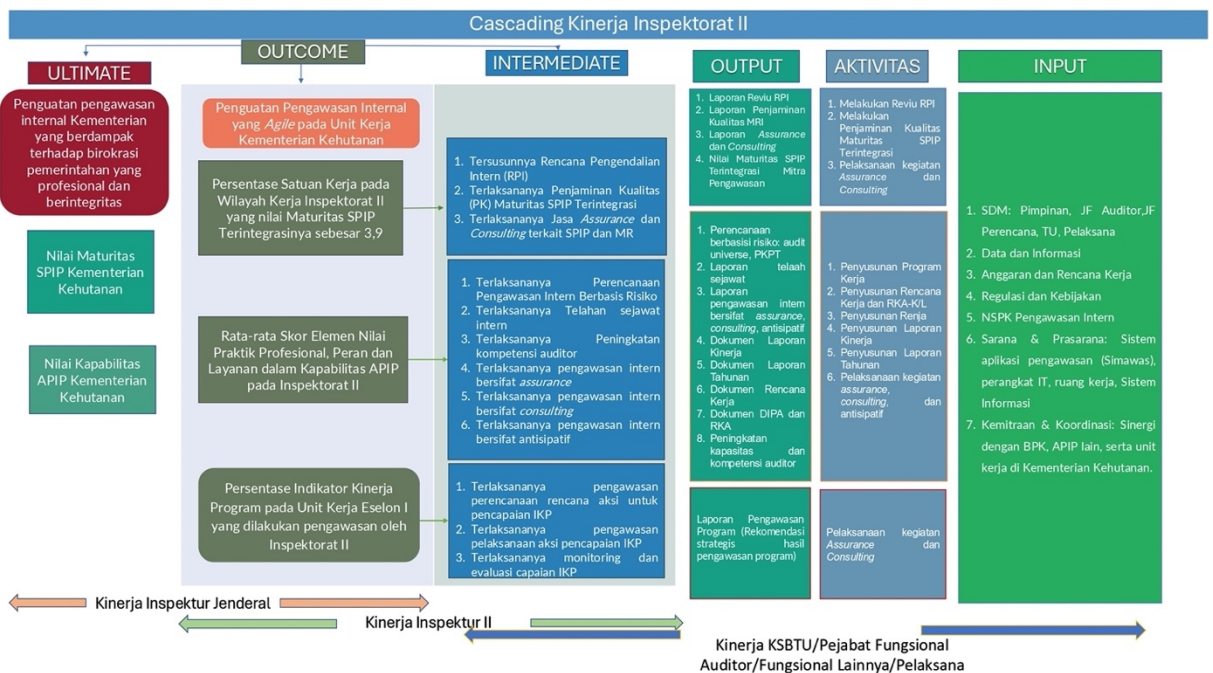 Cascading Kinerja Inspektorat II
ULTIMATE
Penguatan pengawasan
internal Kementerian
yang berdampak
terhadap birokrasi
pemerintahan yang
profesional dan
berintegritas
Nilai Maturitas
SPIP Kementerian
Kehutanan
Nilai Kapabilitas
APIP Kementerian
Kehutanan
OUTCOME
Penguatan Pengawasan Internal
yang Agile pada Unit Kerja
Kementerian Kehutanan
Persentase Satuan Kerja pada
Wilayah Kerja Inspektorat II
yang nilai Maturitas SPIP
Terintegrasinya sebesar 3,9
Rata-rata Skor Elemen Nilai
Praktik Profesional, Peran dan
Layanan dalam Kapabilitas APIP
pada Inspektorat II
Persentase Indikator Kinerja
Program pada Unit Kerja Eselon I
yang dilakukan pengawasan oleh
Inspektorat II
INTERMEDIATE
1. Tersusunnya Rencana Pengendalian
Intern (RPI)
2. Terlaksananya Penjaminan Kualitas
(PK) Maturitas SPIP Terintegrasi
3. Terlaksananya Jasa Assurance dan
Consulting terkait SPIP dan MR
1. Terlaksananya Perencanaan
Pengawasan Intern Berbasis Risiko
2. Terlaksananya Telahan sejawat
intern
3. Terlaksananya Peningkatan
kompetensi auditor
4. Terlaksananya pengawasan intern
bersifat assurance
5. Terlaksananya pengawasan intern
bersifat consulting
6. Terlaksananya pengawasan intern
bersifat antisipatif
1. Terlaksananya pengawasan
perencanaan rencana aksi untuk
pencapaian IKP
2. Terlaksananya pengawasan
pelaksanaan aksi pencapaian IKP
3. Terlaksananya monitoring dan
evaluasi capaian IKP
OUTPUT
1. Laporan Reviu RPI
2. Laporan Penjaminan
Kualitas MRI
3. Laporan Assurance
dan Consulting
4. Nilai Maturitas SPIP
Terintegrasi Mitra
Pengawasan
1. Perencanaan
berbasisi risiko: audit
universe, PKPT
2. Laporan telaah
sejawat
3. Laporan
pengawasan intern
bersifat assurance,
consulting, antisipatif
4. Dokumen Laporan
Kinerja
5. Dokumen Laporan
Tahunan
6. Dokumen Rencana
Kerja
7. Dokumen DIPA dan
RKA
8. Peningkatan
kapasitas dan
kompetensi auditor
Laporan Pengawasan
Program (Rekomendasi
strategis hasil
pengawasan program)
AKTIVITAS
1. Melakukan Reviu RPI
2. Melakukan
Penjaminan Kualitas
Maturitas SPIP
Terintegrasi
3. Pelaksanaan kegiatan
Assurance dan
Consulting
1. Penyusunan Program
Kerja
2. Penyusunan Rencana
Kerja dan RKA-K/L
3. Penyusunan Renja
4. Penyusunan Laporan
Kinerja
5. Penyusunan Laporan
Tahunan
6. Pelaksanaan kegiatan
assurance,
consulting, dan
antisipatif
Pelaksanaan kegiatan
Assurance dan
Consulting
INPUT
1. SDM: Pimpinan, JF Auditor,JF
Perencana, TU, Pelaksana
2. Data dan Informasi
3. Anggaran dan Rencana Kerja
4. Regulasi dan Kebijakan
5. NSPK Pengawasan Intern
6. Sarana & Prasarana: Sistem
aplikasi pengawasan (Simawas),
perangkat IT, ruang kerja, Sistem
Informasi
7. Kemitraan & Koordinasi: Sinergi
dengan BPK, APIP lain, serta unit
kerja di Kementerian Kehutanan.
Kinerja Inspektur Jenderal
Kinerja Inspektur II
Kinerja KSBTU/Pejabat Fungsional
Auditor/Fungsional Lainnya/Pelaksana